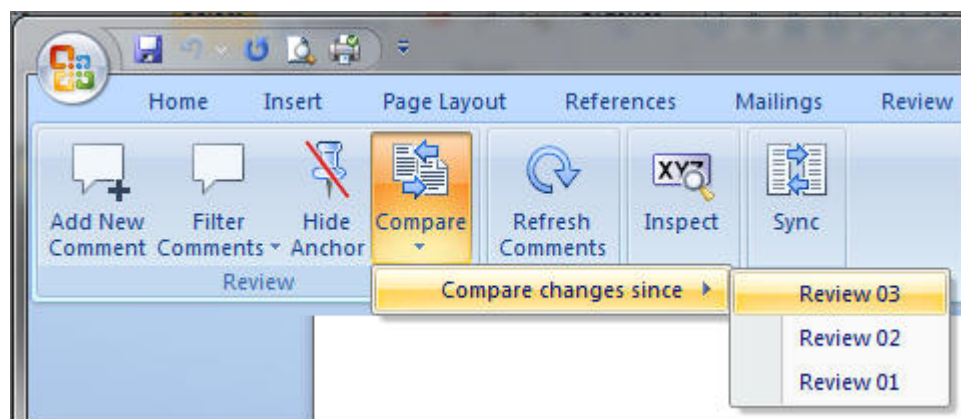 Home Insert Page Layout References Mailings Review
XYZ
Add New Comment
Filter Comments
Hide Anchor
Compare
Refresh Comments
Inspect
Sync
Review
Compare changes since
Review 03
Review 02
Review 01